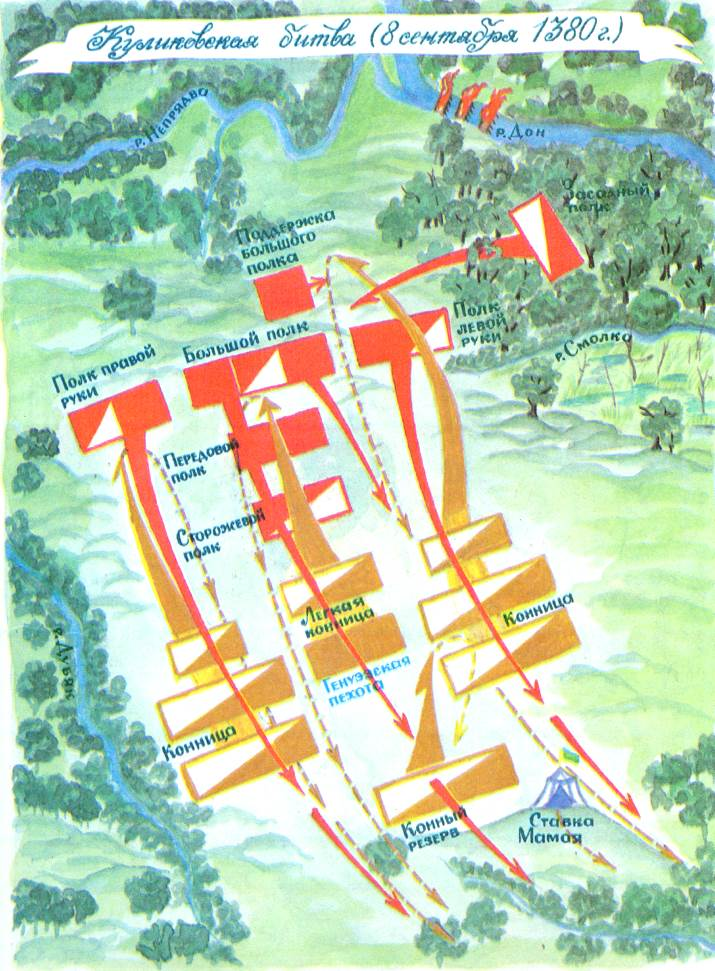 Куликовская битва (8 сентября 1380 г.)
р. Непрядва
р. Дон
Засадный
полк
Поддержка
большого
полка
Полк
левой
руки
р. Смолка
Большой полк
Полк правой
руки
Передовой
полк
Сторожевой
полк
Легкая
конница
Конница
Генуэзская
пехота
р. Дубяк
Конница
Конный
резерв
Ставка
Мамая